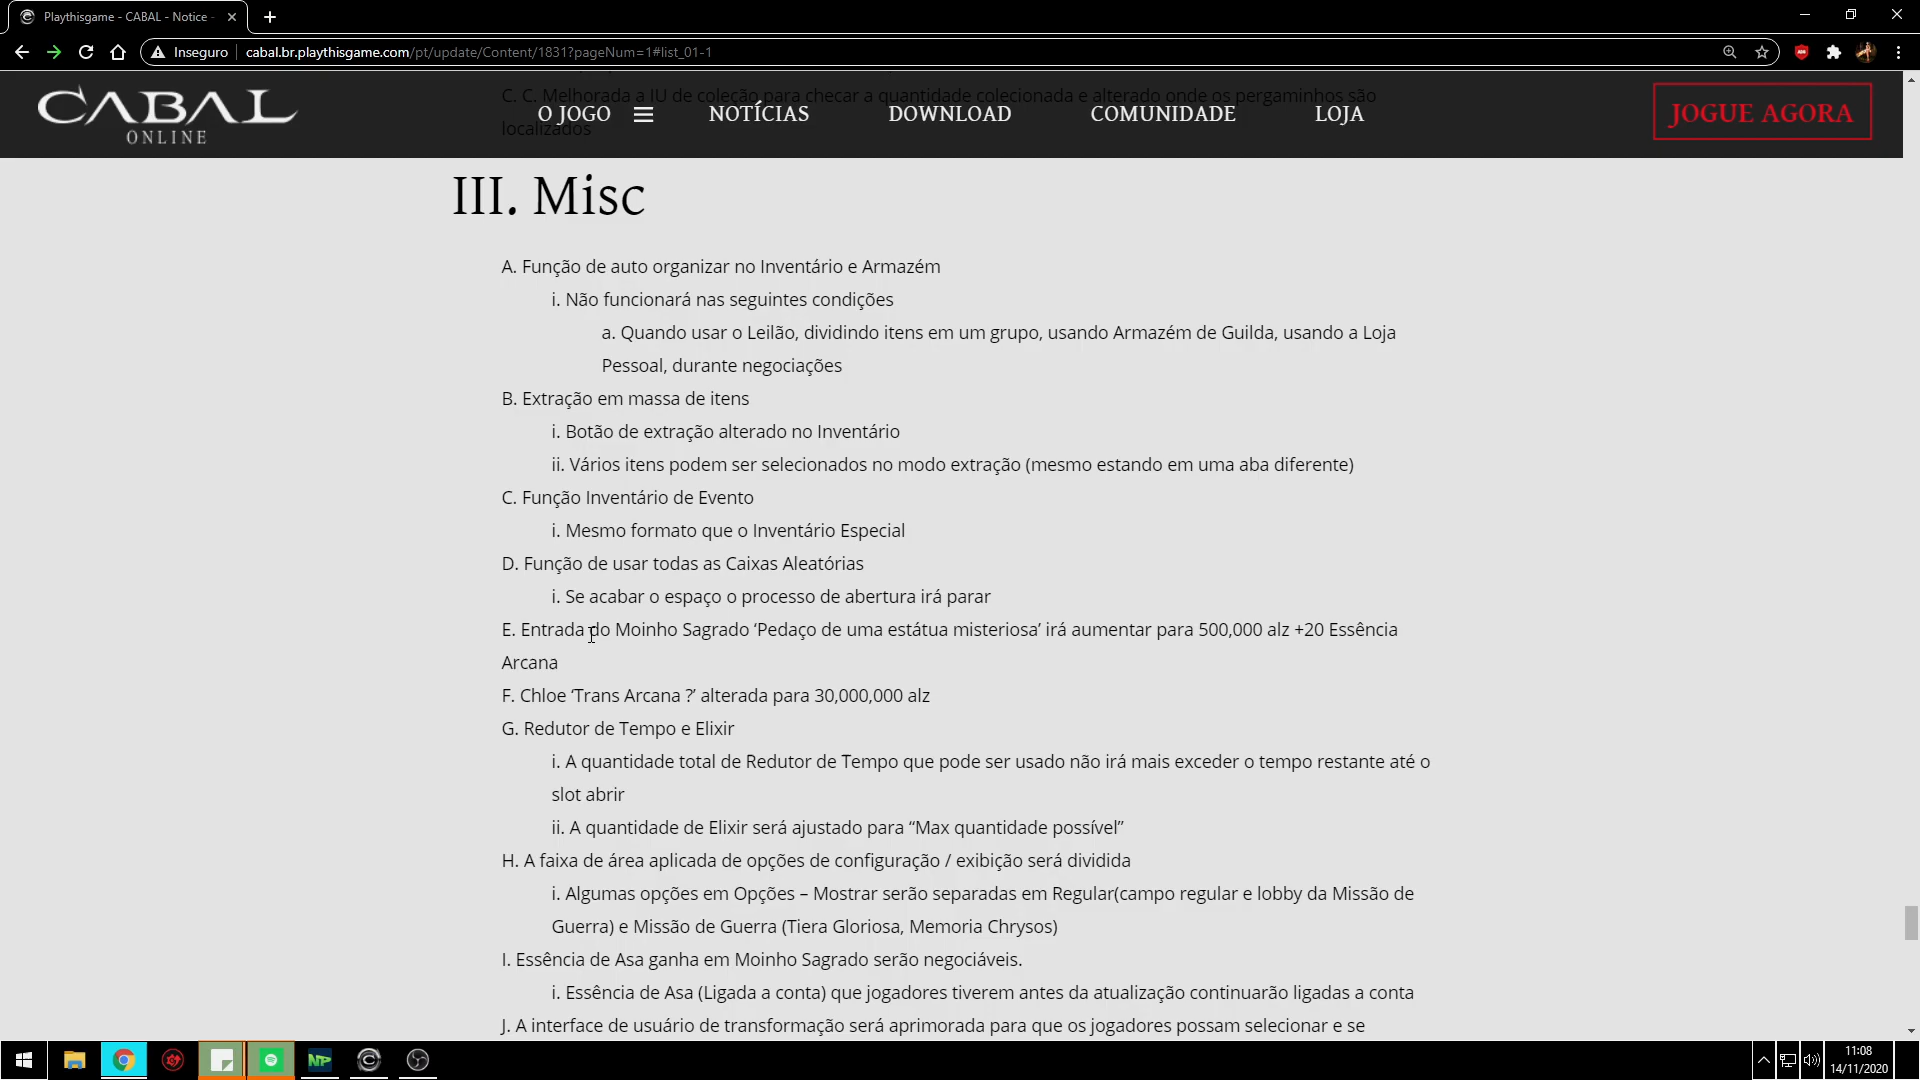 Playthisgame - CABAL - Notice -
Inseguro
cabal.br.playthisgame.com/pt/update/Content/1831?pageNum=1#list_01-1
C. C. Melhorada a IU de coleção para checar a quantidade colecionada e alterado onde os pergaminhos são
localizados
CABAL
ONLINE
O JOGO
NOTÍCIAS
DOWNLOAD
COMUNIDADE
LOJA
JOGUE AGORA
III. Misc
A. Função de auto organizar no Inventário e Armazém
i. Não funcionará nas seguintes condições
a. Quando usar o Leilão, dividindo itens em um grupo, usando Armazém de Guilda, usando a Loja
Pessoal, durante negociações
B. Extração em massa de itens
i. Botão de extração alterado no Inventário
ii. Vários itens podem ser selecionados no modo extração (mesmo estando em uma aba diferente)
C. Função Inventário de Evento
i. Mesmo formato que o Inventário Especial
D. Função de usar todas as Caixas Aleatórias
i. Se acabar o espaço o processo de abertura irá parar
E. Entrada do Moinho Sagrado ‘Pedaço de uma estátua misteriosa’ irá aumentar para 500,000 alz +20 Essência
Arcana
F. Chloe ‘Trans Arcana ?’ alterada para 30,000,000 alz
G. Redutor de Tempo e Elixir
i. A quantidade total de Redutor de Tempo que pode ser usado não irá mais exceder o tempo restante até o
slot abrir
ii. A quantidade de Elixir será ajustado para “Max quantidade possível”
H. A faixa de área aplicada de opções de configuração / exibição será dividida
i. Algumas opções em Opções – Mostrar serão separadas em Regular(campo regular e lobby da Missão de
Guerra) e Missão de Guerra (Tiera Gloriosa, Memoria Chrysos)
I. Essência de Asa ganha em Moinho Sagrado serão negociáveis.
i. Essência de Asa (Ligada a conta) que jogadores tiverem antes da atualização continuarão ligadas a conta
J. A interface de usuário de transformação será aprimorada para que os jogadores possam selecionar e se
NP
11:08
14/11/2020